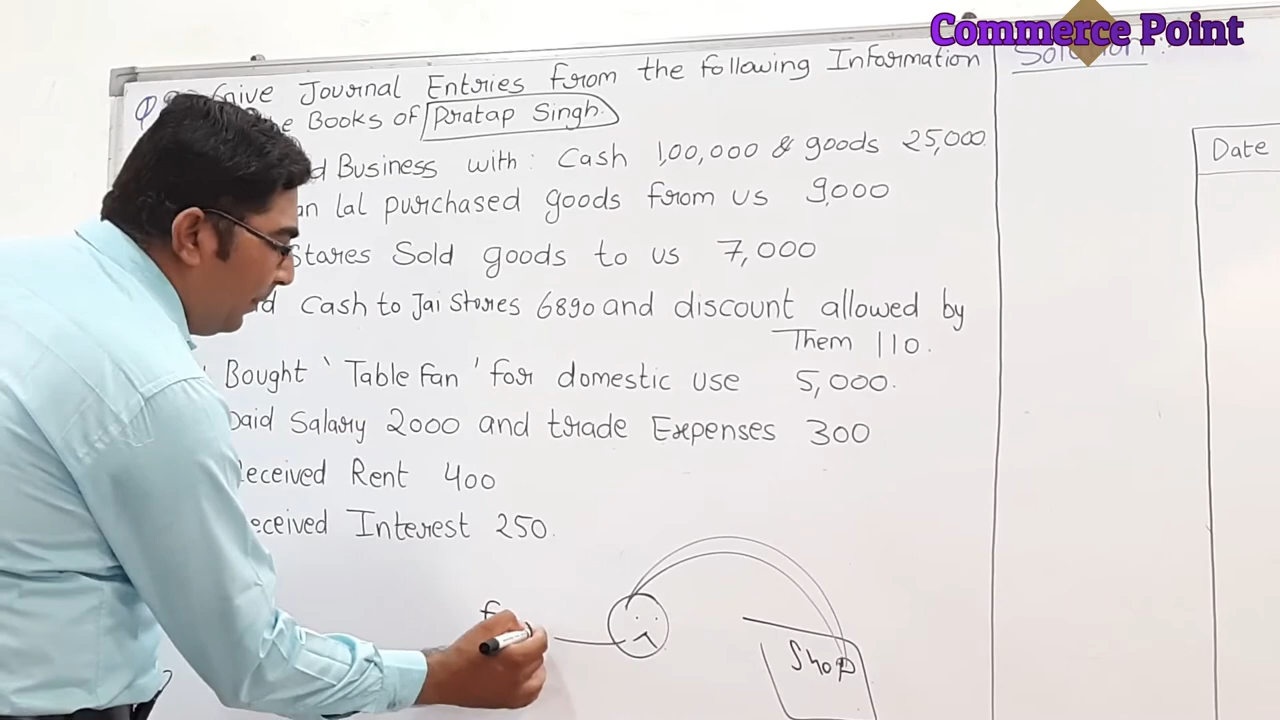 Commerce Point
Give Journal Entries from the following Information
Books of Pratap Singh.
Business with: Cash 1,00,000 & goods 25,000.
lal purchased goods from us 9,000
Stores Sold goods to us 7,000
Cash to Jai Stores 6890 and discount allowed by
Them 110.
Bought 'Table Fan' for domestic use 5,000.
Paid Salary 2000 and trade Expenses 300
Received Rent 400
Received Interest 250.
Shop
Solution:
Date